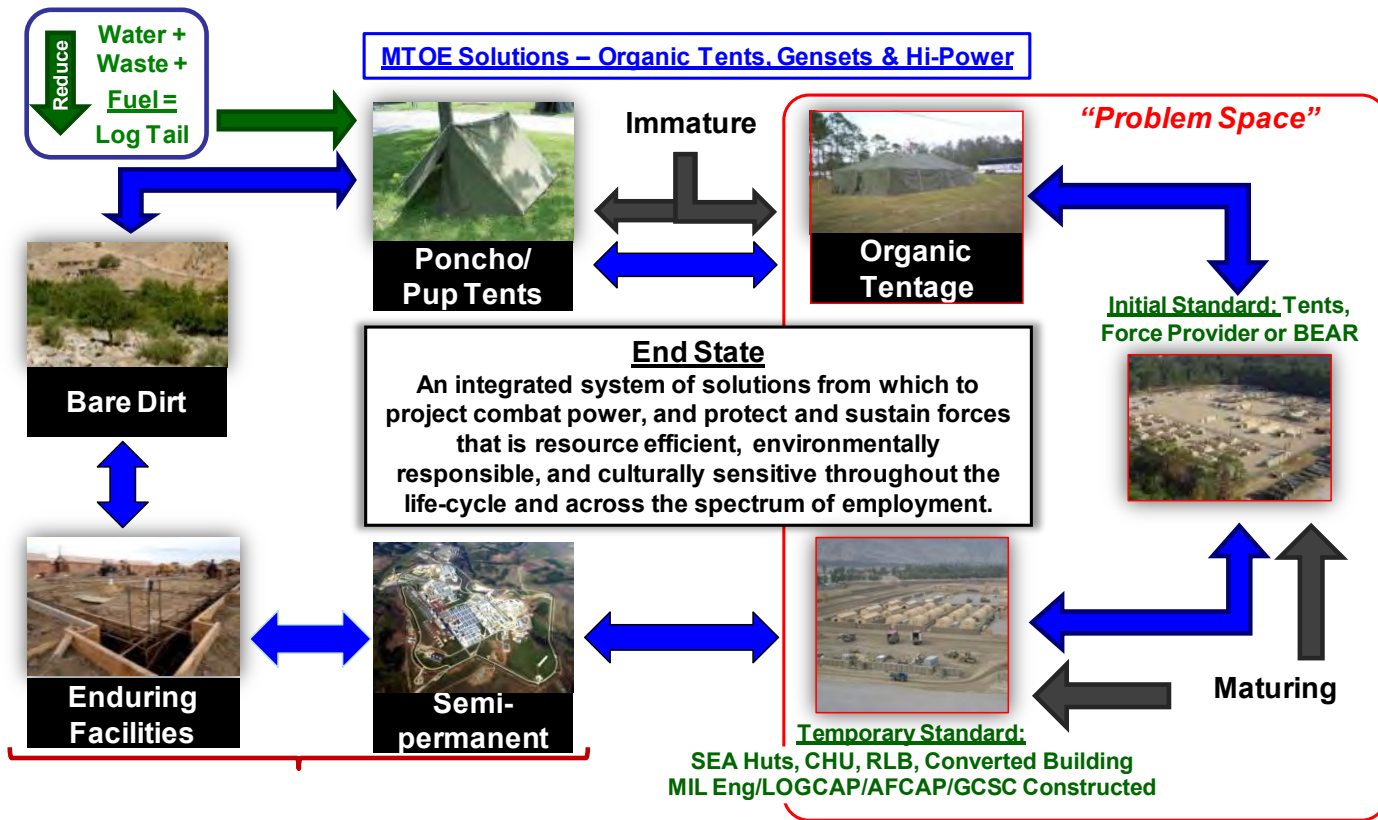 Reduce
Water +
Waste +
Fuel =
Log Tail
MTOE Solutions – Organic Tents, Gensets & Hi-Power
Immature
"Problem Space"
Poncho/
Pup Tents
Organic
Tentage
Initial Standard: Tents,
Force Provider or BEAR
Bare Dirt
End State
An integrated system of solutions from which to
project combat power, and protect and sustain forces
that is resource efficient, environmentally
responsible, and culturally sensitive throughout the
life-cycle and across the spectrum of employment.
Enduring
Facilities
Semi-
permanent
Maturing
Temporary Standard:
SEA Huts, CHU, RLB, Converted Building
MIL Eng/LOGCAP/AFCAP/GCSC Constructed